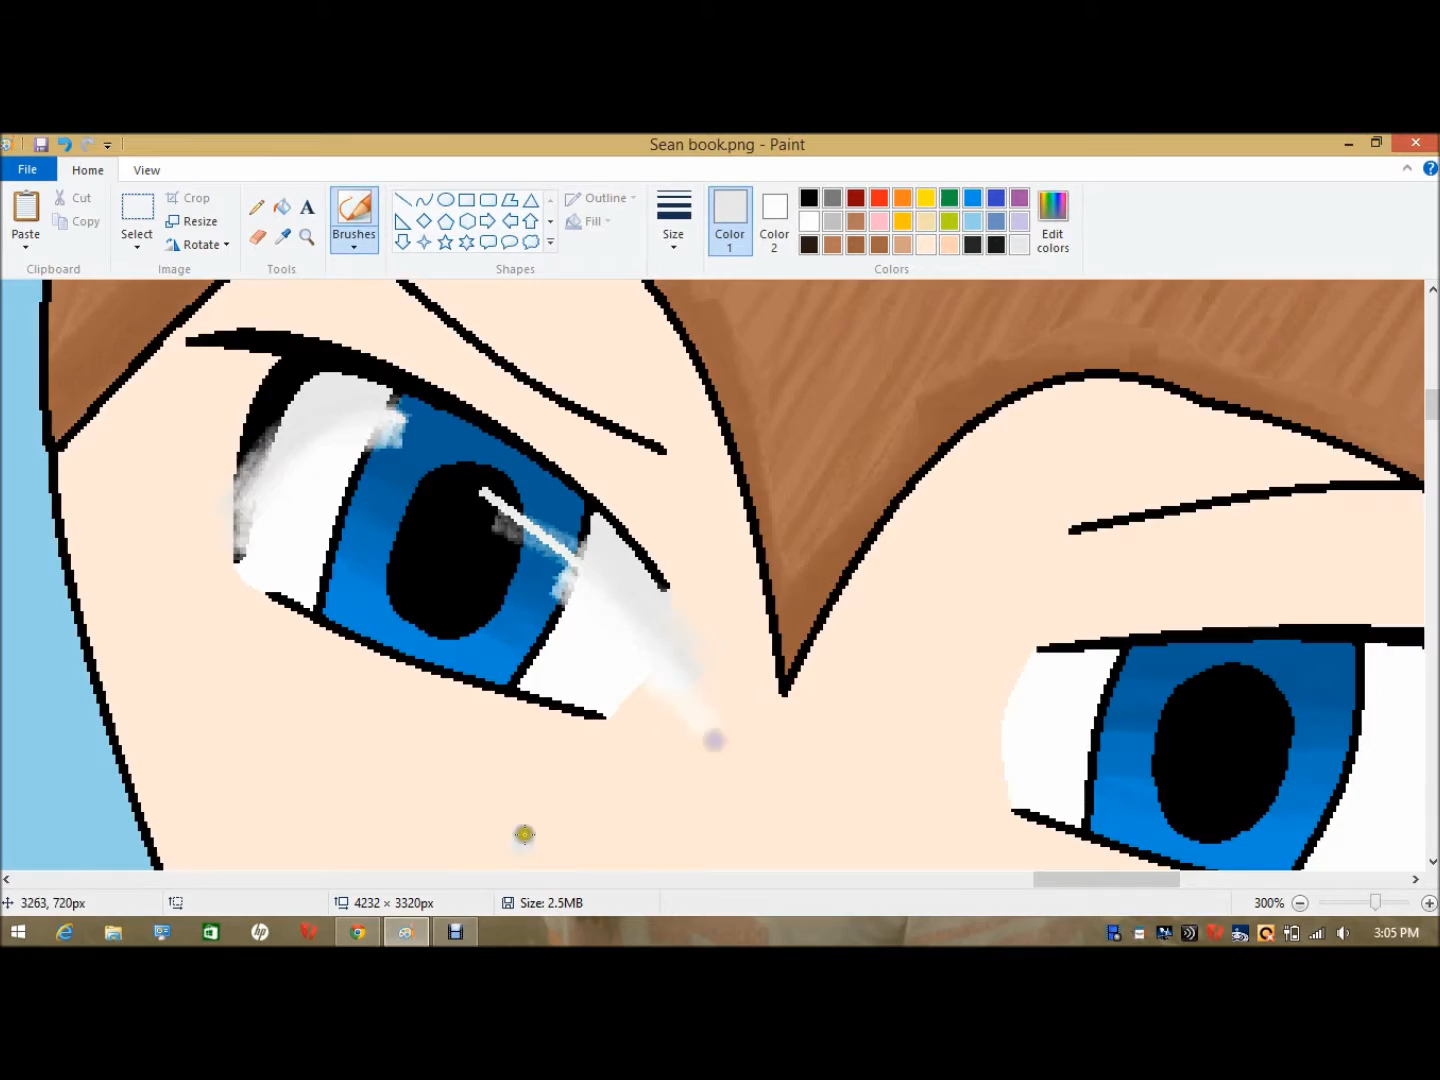 Sean book.png - Paint
File Home View
Paste
Cut
Copy
Clipboard
Select
Crop
Resize
Rotate
Image
A
Tools
Brushes
Shapes
Outline
Fill
Size
Color 1
Color 2
Colors
Edit colors
3263, 720px
4232 × 3320px
Size: 2.5MB
300%
hp
3:05 PM